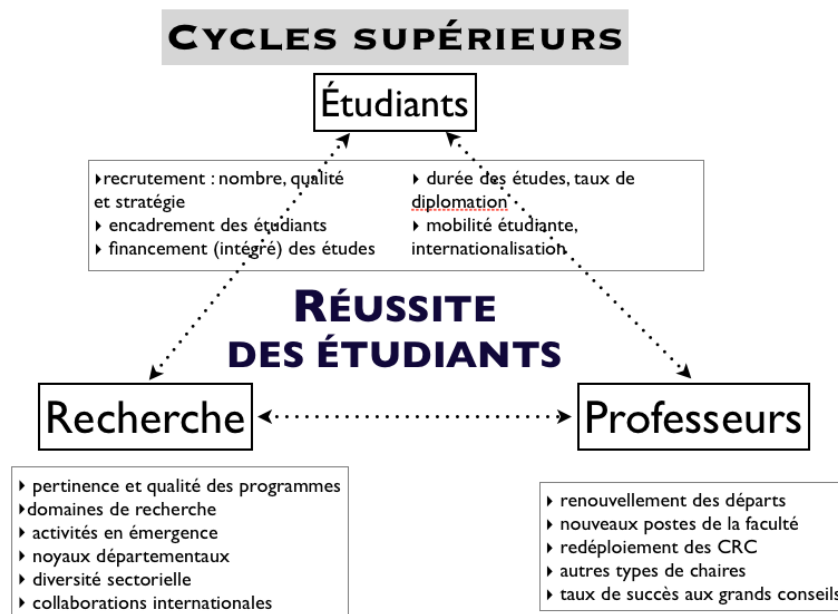 CYCLES SUPÉRIEURS
Étudiants
▸recrutement : nombre, qualité
et stratégie
▸ encadrement des étudiants
▸ financement (intégré) des études
▸ durée des études, taux de
diplomation
▸ mobilité étudiante,
internationalisation
RÉUSSITE
DES ÉTUDIANTS
Recherche
Professeurs
▸ pertinence et qualité des programmes
▸domaines de recherche
▸ activités en émergence
▸ noyaux départementaux
▸ diversité sectorielle
▸ collaborations internationales
▸ renouvellement des départs
▸ nouveaux postes de la faculté
▸ redéploiement des CRC
▸ autres types de chaires
▸ taux de succès aux grands conseils